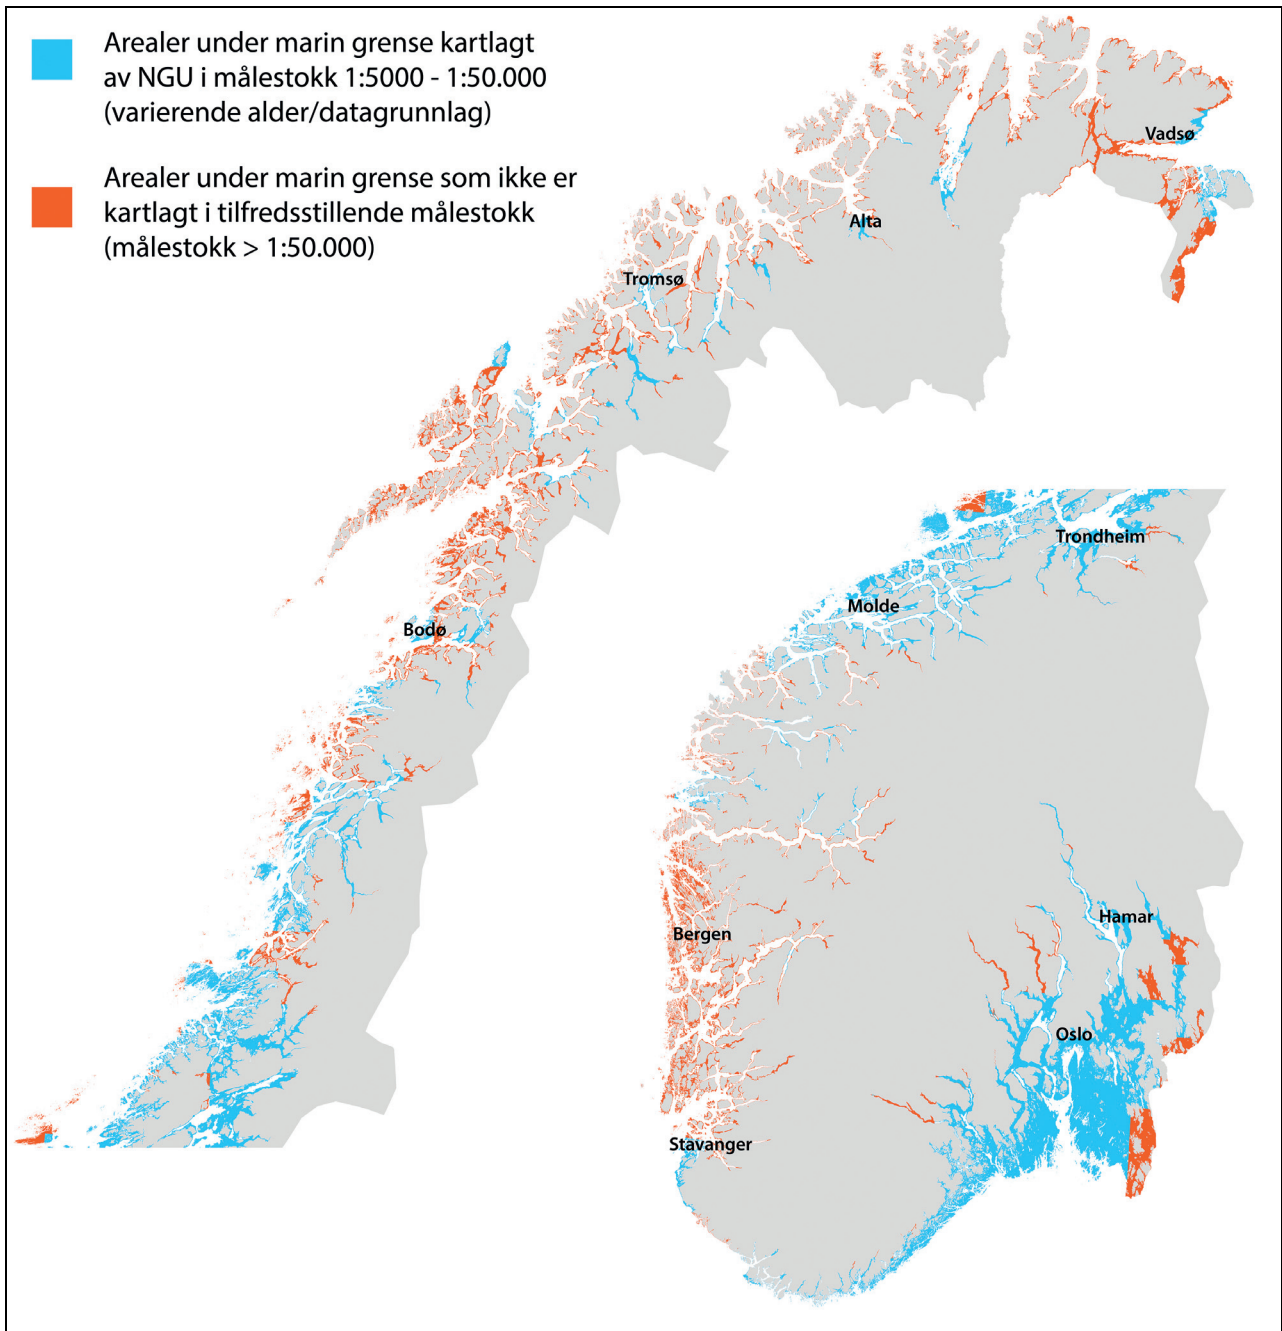 Arealer under marin grense kartlagt
av NGU i målestokk 1:5000 - 1:50.000
(varierende alder/datagrunnlag)
Arealer under marin grense som ikke er
kartlagt i tilfredsstillende målestokk
(målestokk > 1:50.000)
Vadsø
Alta
Tromsø
Bodø
Trondheim
Molde
Hamar
Bergen
Oslo
Stavanger